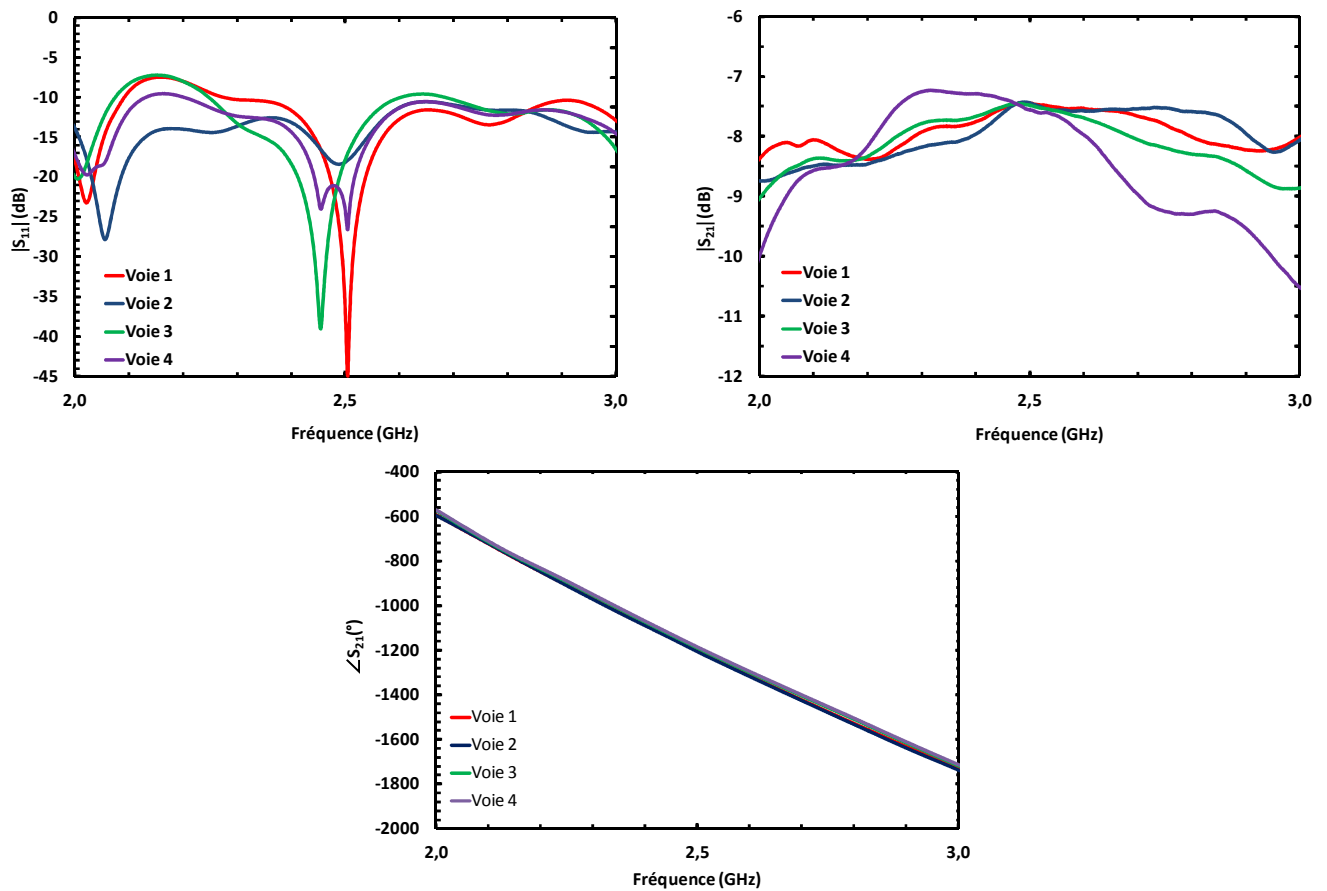 |S11| (dB)
0
-5
-10
-15
-20
-25
-30
-35
-40
-45
2,0
2,5
3,0
Fréquence (GHz)
Voie 1
Voie 2
Voie 3
Voie 4
|S21| (dB)
-6
-7
-8
-9
-10
-11
-12
2,0
2,5
3,0
Fréquence (GHz)
Voie 1
Voie 2
Voie 3
Voie 4
∠S21(°)
-400
-600
-800
-1000
-1200
-1400
-1600
-1800
-2000
2,0
2,5
3,0
Fréquence (GHz)
Voie 1
Voie 2
Voie 3
Voie 4